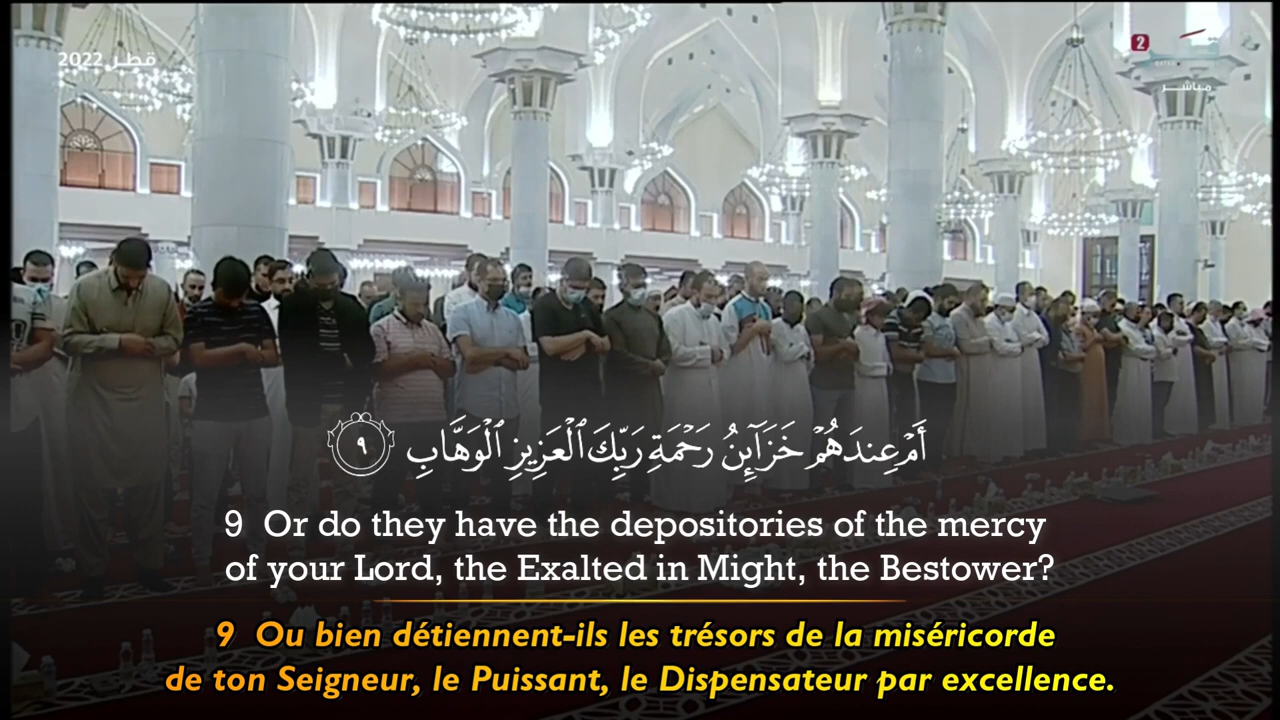 قطر 2022
2
مباشر
أَمْ عِندَهُمْ خَزَآئِنُ رَحْمَةِ رَبِّكَ ٱلْعَزِيزِ ٱلْوَهَّابِ ٩
9 Or do they have the depositories of the mercy
of your Lord, the Exalted in Might, the Bestower?
9 Ou bien détiennent-ils les trésors de la miséricorde
de ton Seigneur, le Puissant, le Dispensateur par excellence.